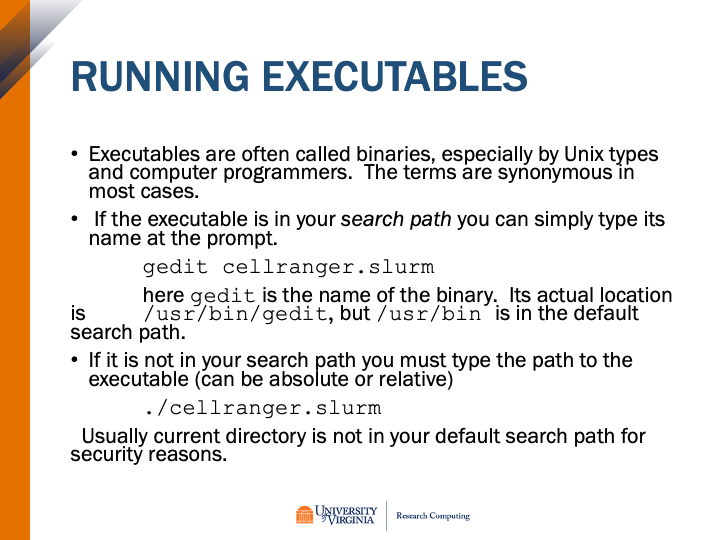 RUNNING EXECUTABLES
• Executables are often called binaries, especially by Unix types
and computer programmers.  The terms are synonymous in
most cases.
•  If the executable is in your search path you can simply type its
name at the prompt.
gedit cellranger.slurm
here gedit is the name of the binary.  Its actual location
is /usr/bin/gedit, but /usr/bin is in the default
search path.
• If it is not in your search path you must type the path to the
executable (can be absolute or relative)
./cellranger.slurm
Usually current directory is not in your default search path for
security reasons.
UNIVERSITY
of VIRGINIA
Research Computing